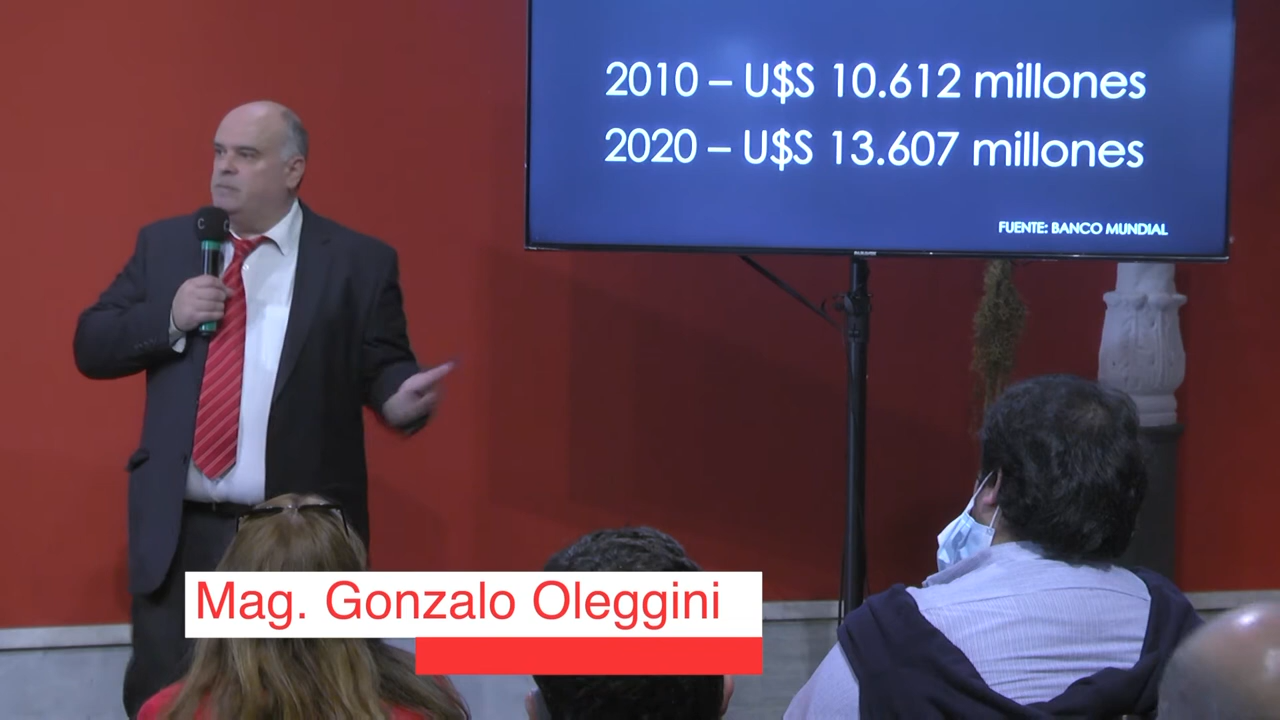 2010 – U$S 10.612 millones
2020 – U$S 13.607 millones
FUENTE: BANCO MUNDIAL
Mag. Gonzalo Oleggini